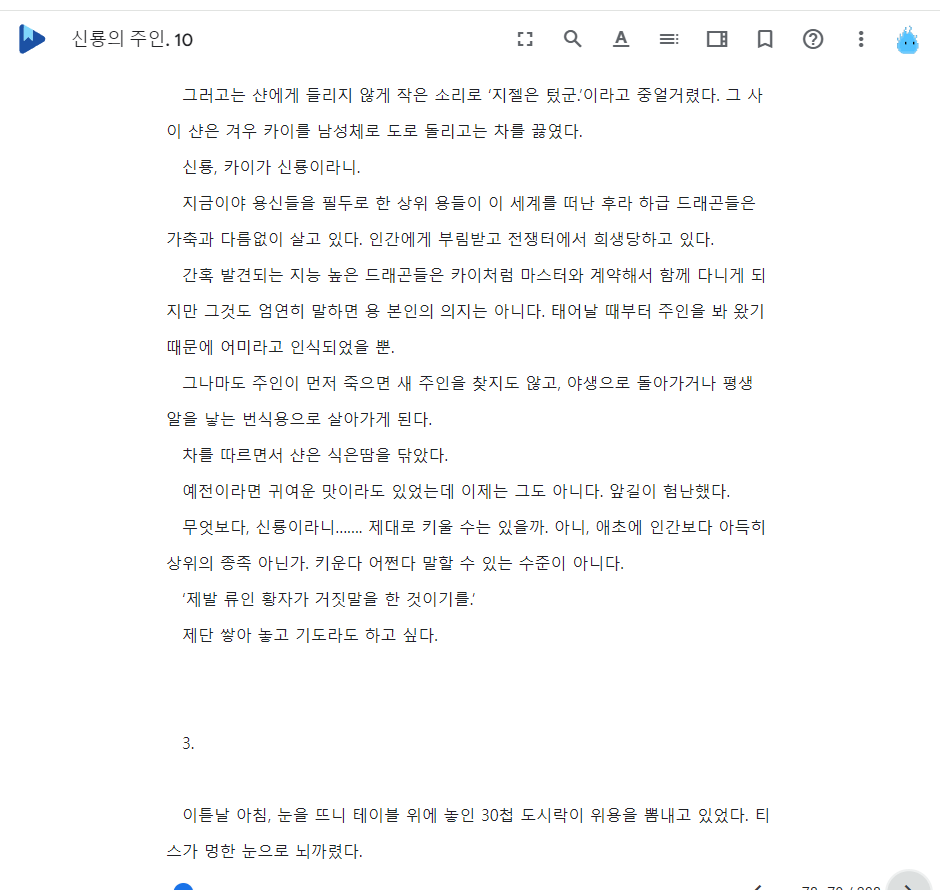 신룡의 주인. 10
그러고는 샨에게 들리지 않게 작은 소리로 ‘지젤은 텄군.’이라고 중얼거렸다. 그 사
이 샨은 겨우 카이를 남성체로 도로 돌리고는 차를 끓였다.
신룡, 카이가 신룡이라니.
지금이야 용신들을 필두로 한 상위 용들이 이 세계를 떠난 후라 하급 드래곤들은
가축과 다름없이 살고 있다. 인간에게 부림받고 전쟁터에서 희생당하고 있다.
간혹 발견되는 지능 높은 드래곤들은 카이처럼 마스터와 계약해서 함께 다니게 되
지만 그것도 엄연히 말하면 용 본인의 의지는 아니다. 태어날 때부터 주인을 봐 왔기
때문에 어미라고 인식되었을 뿐.
그나마도 주인이 먼저 죽으면 새 주인을 찾지도 않고, 야생으로 돌아가거나 평생
알을 낳는 번식용으로 살아가게 된다.
차를 따르면서 샨은 식은땀을 닦았다.
예전이라면 귀여운 맛이라도 있었는데 이제는 그도 아니다. 앞길이 험난했다.
무엇보다, 신룡이라니....... 제대로 키울 수는 있을까. 아니, 애초에 인간보다 아득히
상위의 종족 아닌가. 키운다 어쩐다 말할 수 있는 수준이 아니다.
‘제발 류인 황자가 거짓말을 한 것이기를.’
제단 쌓아 놓고 기도라도 하고 싶다.
3.
이튿날 아침, 눈을 뜨니 테이블 위에 놓인 30첩 도시락이 위용을 뽐내고 있었다. 티
스가 멍한 눈으로 뇌까렸다.